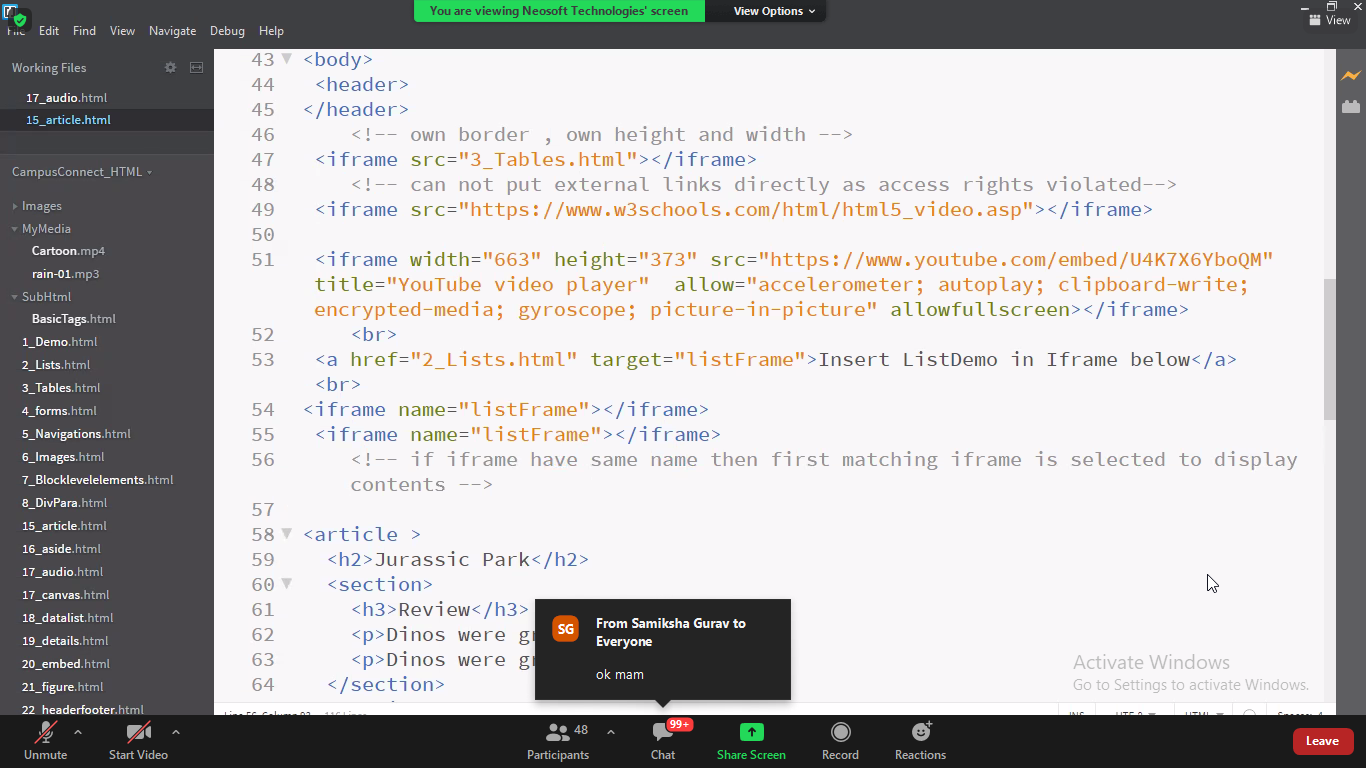 You are viewing Neosoft Technologies' screen
View Options
View
Edit Find View Navigate Debug Help
Working Files
17_audio.html
15_article.html
CampusConnect_HTML
Images
MyMedia
Cartoon.mp4
rain-01.mp3
SubHtml
BasicTags.html
1_Demo.html
2_Lists.html
3_Tables.html
4_forms.html
5_Navigations.html
6_Images.html
7_Blocklevelelements.html
8_DivPara.html
15_article.html
16_aside.html
17_audio.html
17_canvas.html
18_datalist.html
19_details.html
20_embed.html
21_figure.html
22_headerfooter.html
43 <body>
44 <header>
45 </header>
46 <!-- own border , own height and width -->
47 <iframe src="3_Tables.html"></iframe>
48 <!-- can not put external links directly as access rights violated-->
49 <iframe src="https://www.w3schools.com/html/html5_video.asp"></iframe>
50
51 <iframe width="663" height="373" src="https://www.youtube.com/embed/U4K7X6YboQM"
title="YouTube video player" allow="accelerometer; autoplay; clipboard-write;
encrypted-media; gyroscope; picture-in-picture" allowfullscreen></iframe>
52 <br>
53 <a href="2_Lists.html" target="listFrame">Insert ListDemo in Iframe below</a>
<br>
54 <iframe name="listFrame"></iframe>
55 <iframe name="listFrame"></iframe>
56 <!-- if iframe have same name then first matching iframe is selected to display
contents -->
57
58 <article >
59 <h2>Jurassic Park</h2>
60 <section>
61 <h3>Review</h3>
62 <p>Dinos were
63 <p>Dinos were
64 </section>
SG
From Samiksha Gurav to
Everyone
ok mam
Activate Windows
Go to Settings to activate Windows.
Unmute
Start Video
Participants 48
Chat 99+
Share Screen
Record
Reactions
Leave